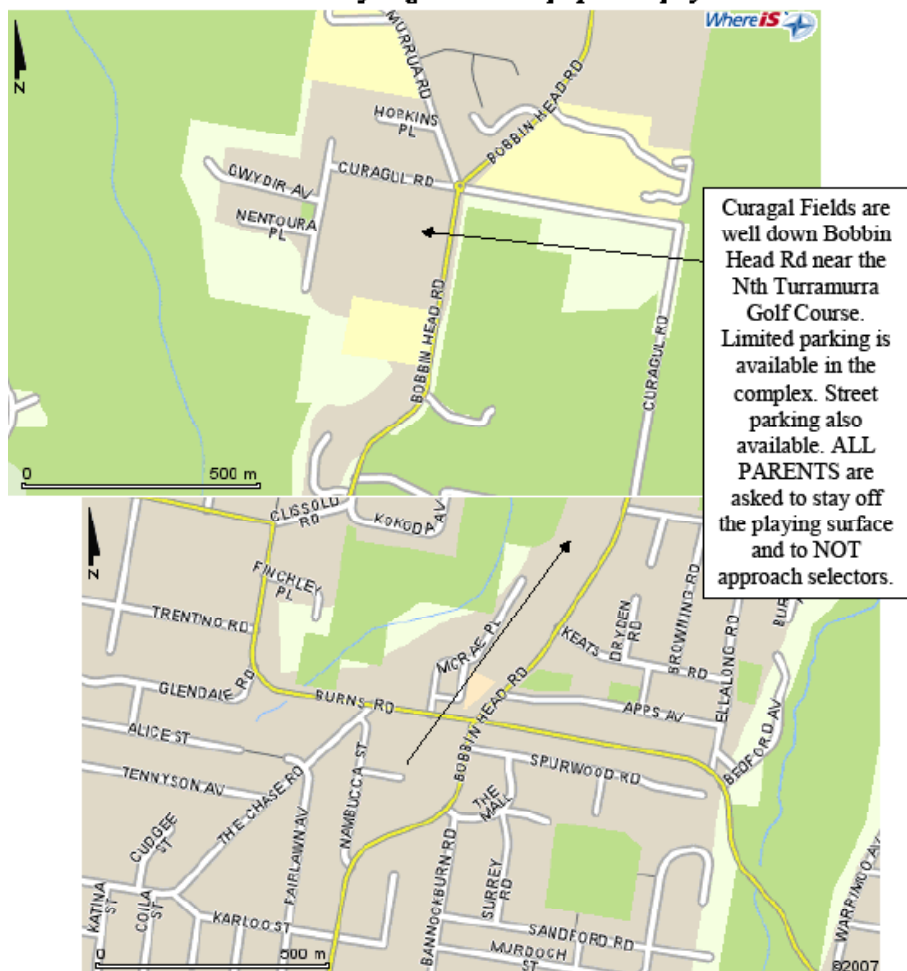 WhereiS
MURRUA RD
HOPKINS
PL
BOBBIN HEAD RD
CURAGUL RD
GWYDIR AV
NENTOURA
PL
BOBBIN HEAD RD
CURAGUL RD
N
0 500 m
Curagal Fields are
well down Bobbin
Head Rd near the
Nth Turramurra
Golf Course.
Limited parking is
available in the
complex. Street
parking also
available. ALL
PARENTS are
asked to stay off
the playing surface
and to NOT
approach selectors.
N
CLISSOLD
RD
KOKODA AV
FINCHLEY
PL
TRENTINO RD
GLENDALE RD
BURNS RD
MCRAE PL
BOBBIN HEAD RD
KEATS
RD
DRYDEN
RD
BROWNING RD
ELLALONG RD
APPS AV
BEDFORD AV
ALICE ST
TENNYSON AV
THE CHASE RD
NAMBUCCA ST
FAIRLAWN AV
SPURWOOD RD
THE
MALL
CUDGEE
ST
KATINA
ST
COILA
ST
KARLOO ST
BANNOCKBURN RD
SURREY
RD
SANDFORD RD
MURDOCH
ST
WARRIMOO AV
0 500 m
©2007